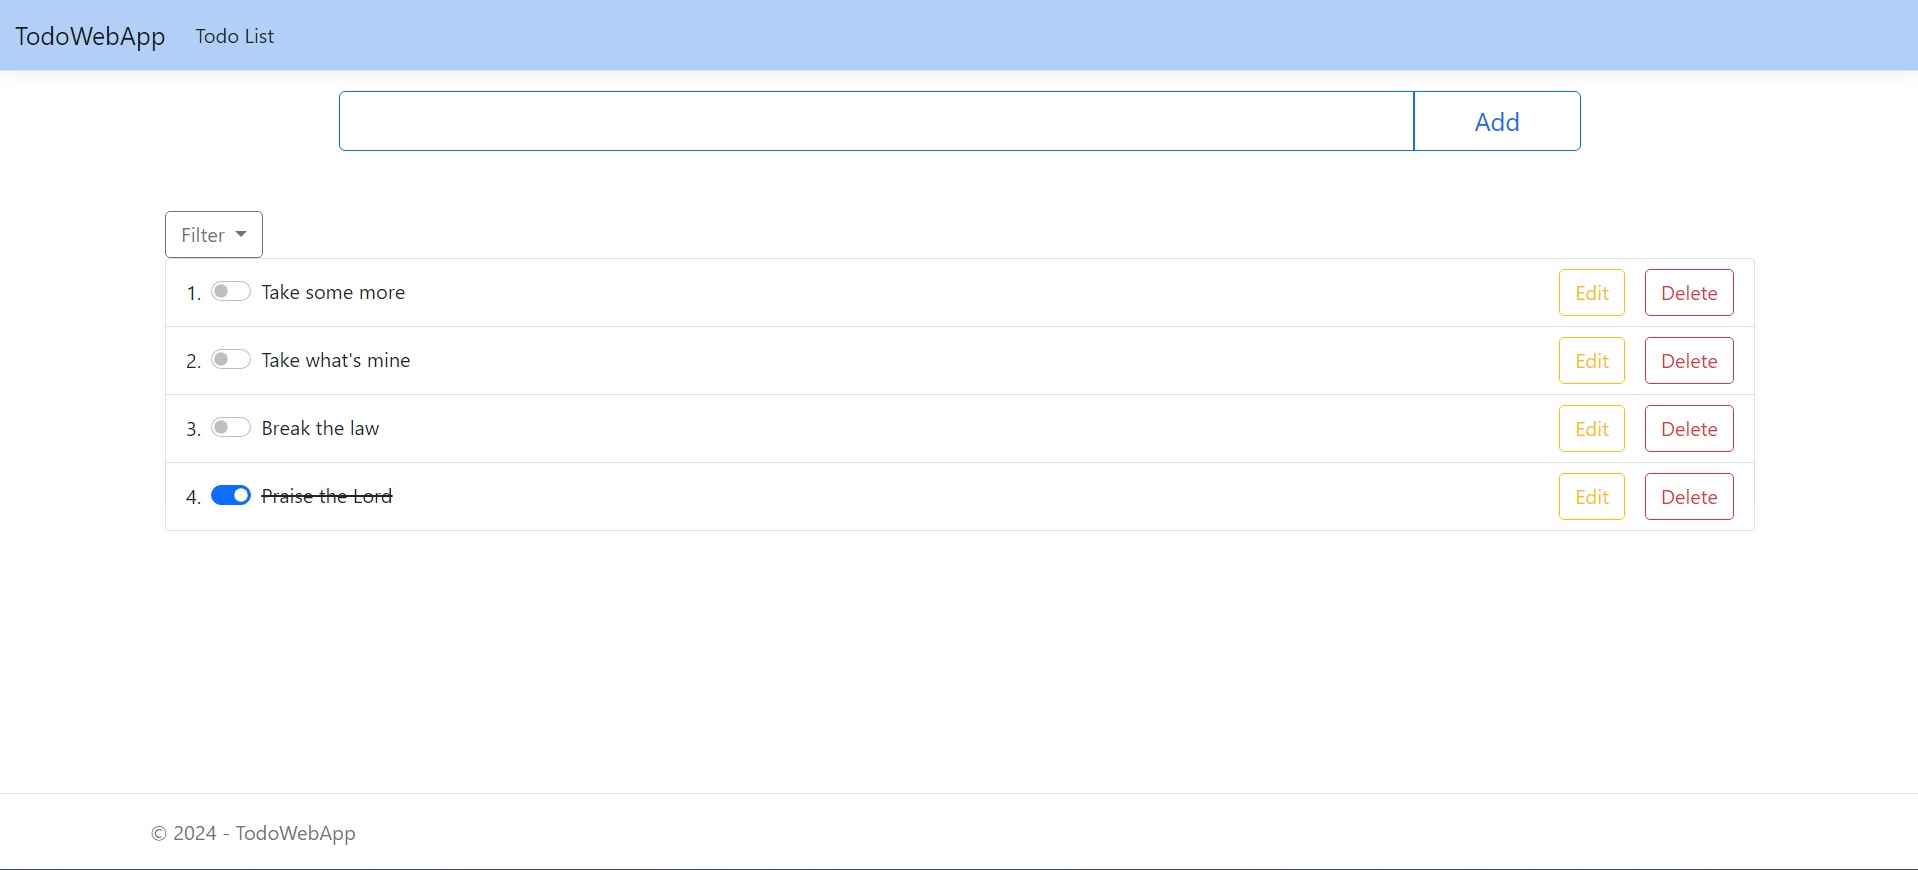 TodoWebApp Todo List
Add
Filter
1. Take some more Edit Delete
2. Take what's mine Edit Delete
3. Break the law Edit Delete
4. Praise the Lord Edit Delete
© 2024 - TodoWebApp